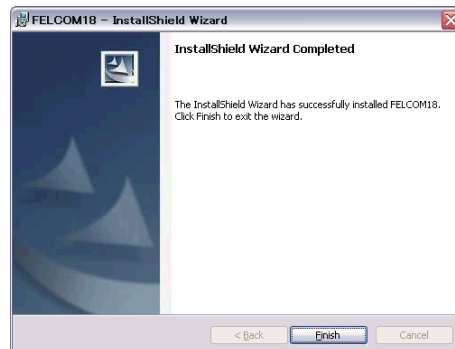 FELCOM18 - InstallShield Wizard
InstallShield Wizard Completed
The InstallShield Wizard has successfully installed FELCOM18.
Click Finish to exit the wizard.
< Back
Finish
Cancel